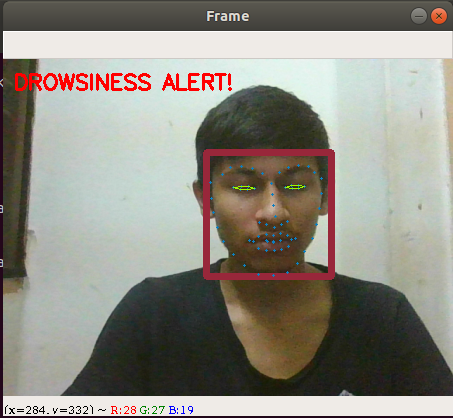 Frame
DROWSINESS ALERT!
(x=284, y=332) ~ R:28 G:27 B:19